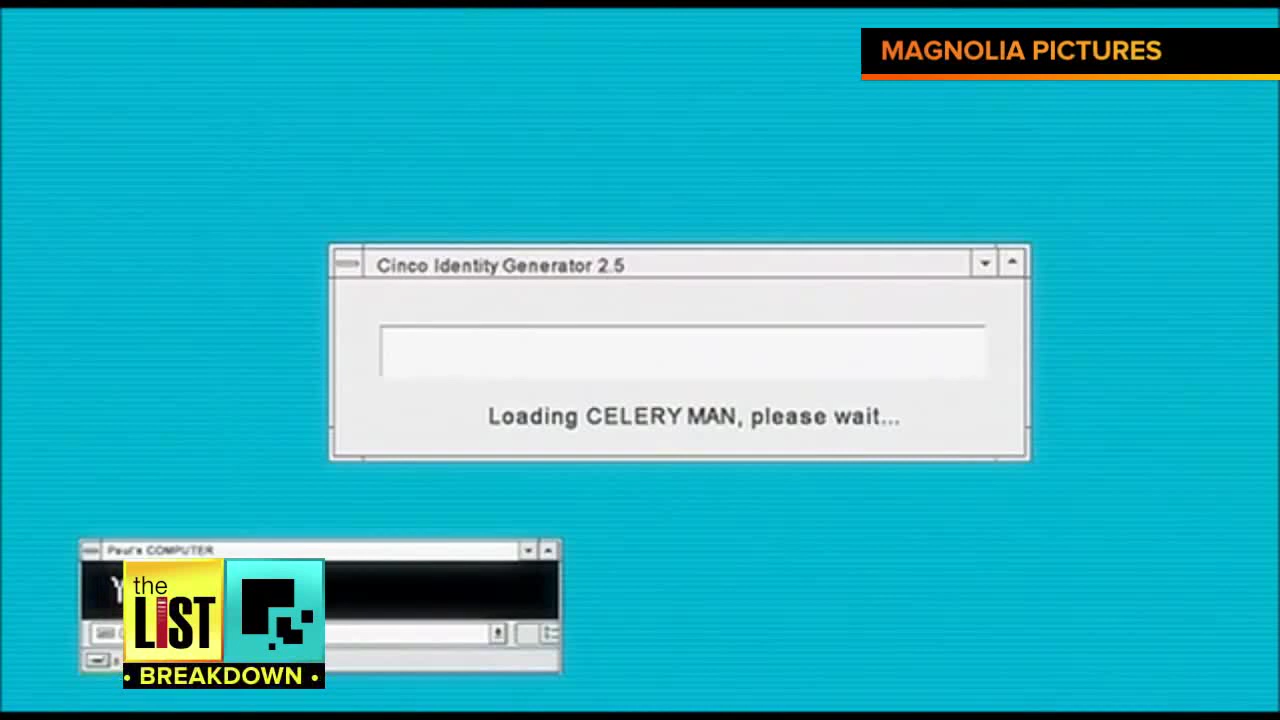 MAGNOLIA PICTURES
Cinco Identity Generator 2.5
Loading CELERY MAN, please wait...
Paul's COMPUTER
the
LIST
• BREAKDOWN •